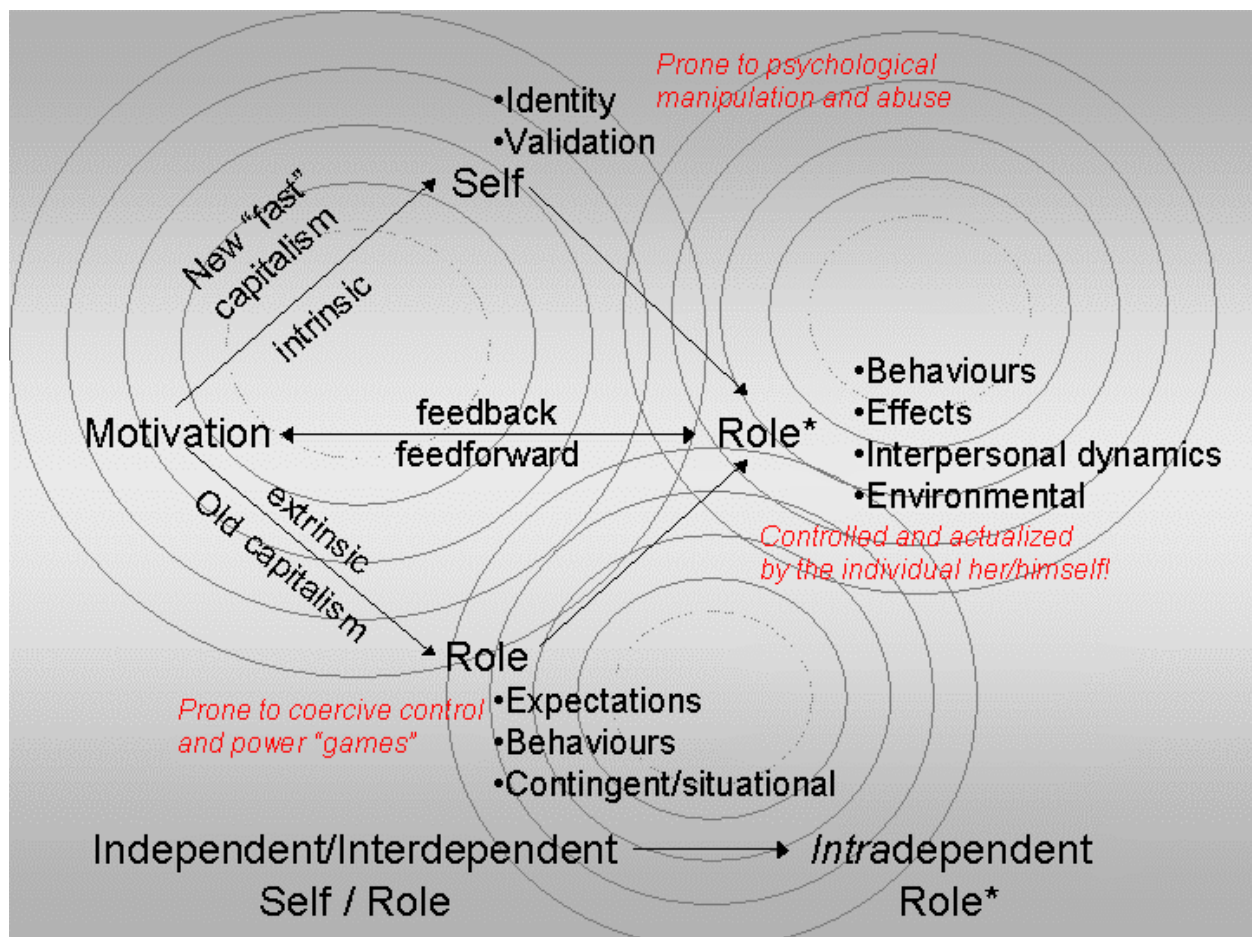 Prone to psychological
manipulation and abuse
•Identity
•Validation
Self
New “fast”
capitalism
intrinsic
•Behaviours
•Effects
•Interpersonal dynamics
•Environmental
Motivation
feedback
feedforward
Role*
Controlled and actualized
by the individual her/himself!
extrinsic
Old capitalism
Role
Prone to coercive control
and power “games”
•Expectations
•Behaviours
•Contingent/situational
Independent/Interdependent
Self / Role
Intradependent
Role*